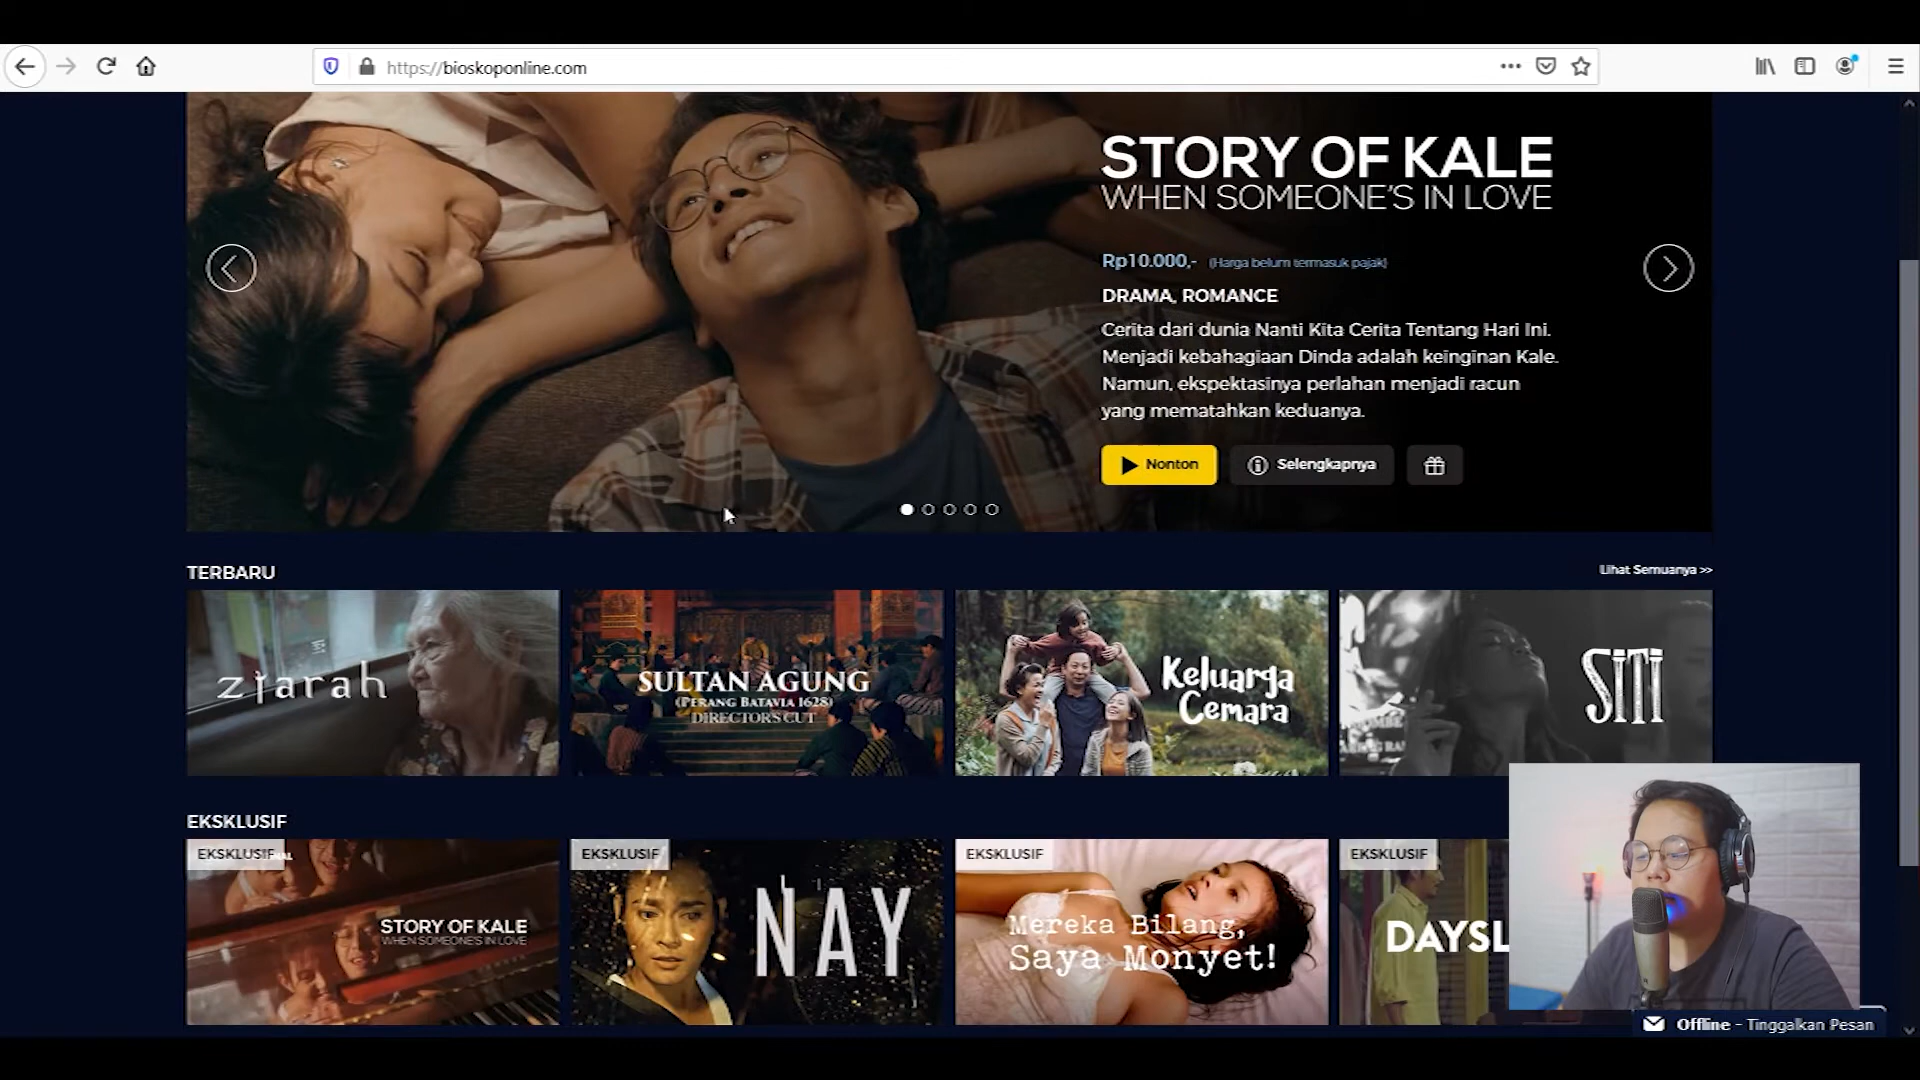 https://bioskoponline.com
STORY OF KALE
WHEN SOMEONE'S IN LOVE
Rp10.000,- (Harga belum termasuk pajak)
DRAMA, ROMANCE
Cerita dari dunia Nanti Kita Cerita Tentang Hari Ini.
Menjadi kebahagiaan Dinda adalah keinginan Kale.
Namun, ekspektasinya perlahan menjadi racun
yang mematahkan keduanya.
Nonton
Selengkapnya
TERBARU
Lihat Semuanya >>
ziarah
SULTAN AGUNG
(PERANG BATAVIA 1628)
DIRECTOR'S CUT
Keluarga
Cemara
SiTi
EKSKLUSIF
EKSKLUSIF
STORY OF KALE
WHEN SOMEONE'S IN LOVE
EKSKLUSIF
NAY
EKSKLUSIF
Mereka Bilang,
Saya Monyet!
EKSKLUSIF
DAYSL
Offline - Tinggalkan Pesan